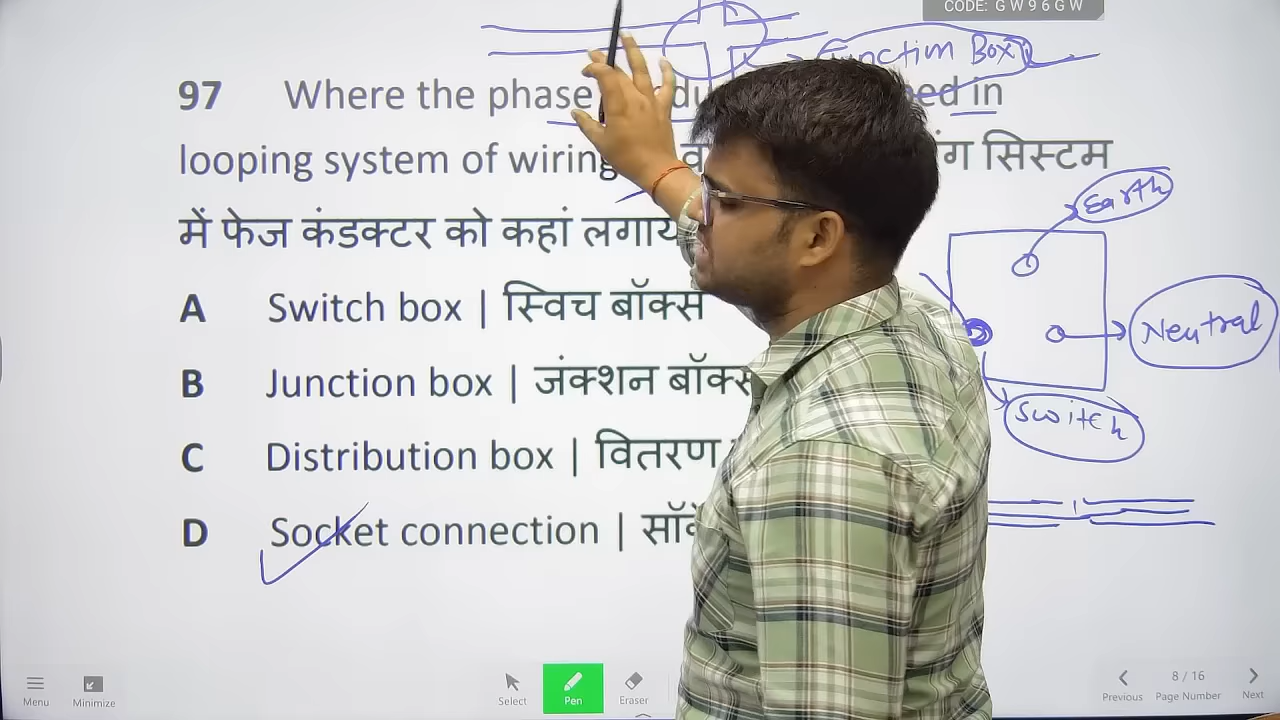 CODE: G W 9 6 G W
Junction Box
97 Where the phase in
looping system of wiring सिस्टम
में फेज कंडक्टर को कहां
Earth
A Switch box | स्विच बॉक्स
Neutral
B Junction box | जंक्शन बॉक्स
Switch
C Distribution box | वितरण
D Socket connection |
Menu
Minimize
Select
Pen
Eraser
Previous
8 / 16
Page Number
Next